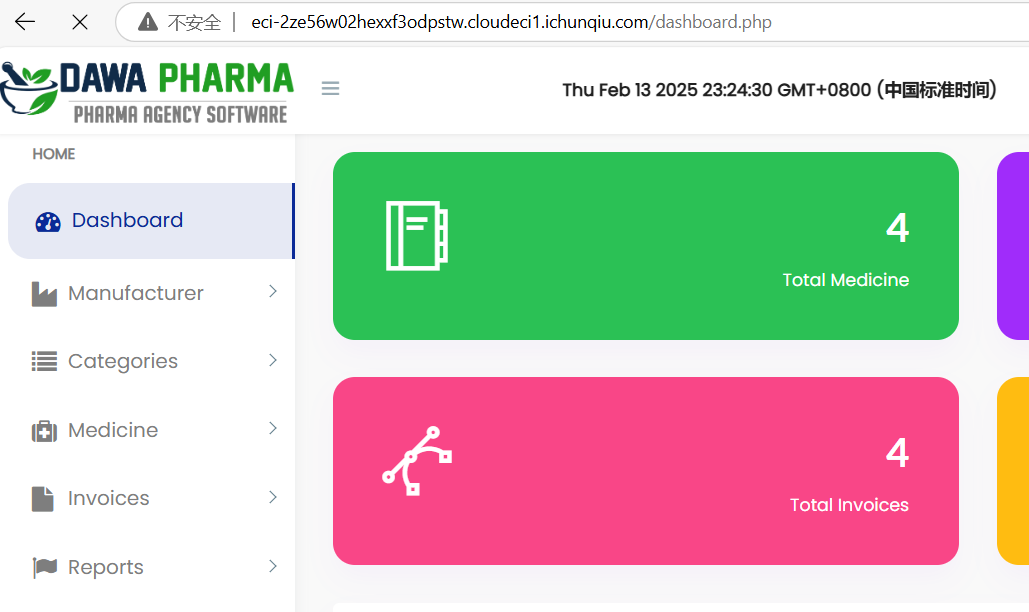 不安全 eci-2ze56w02hexxf3odpstw.cloudeci1.ichunqiu.com/dashboard.php
DAWA PHARMA
PHARMA AGENCY SOFTWARE
Thu Feb 13 2025 23:24:30 GMT+0800 (中国标准时间)
HOME
Dashboard
Manufacturer
Categories
Medicine
Invoices
Reports
4
Total Medicine
4
Total Invoices